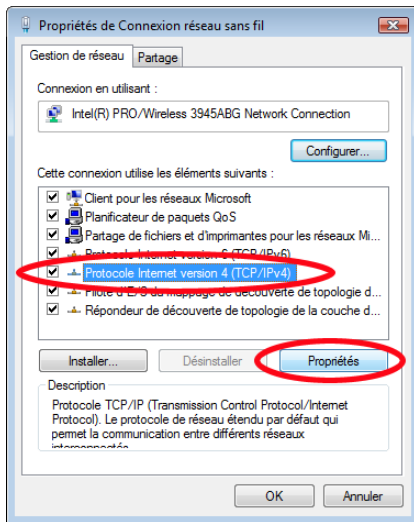 Propriétés de Connexion réseau sans fil
Gestion de réseau Partage
Connexion en utilisant :
Intel(R) PRO/Wireless 3945ABG Network Connection
Configurer...
Cette connexion utilise les éléments suivants :
Client pour les réseaux Microsoft
Planificateur de paquets QoS
Partage de fichiers et d'imprimantes pour les réseaux Mi...
Protocole Internet version 6 (TCP/IPv6)
Protocole Internet version 4 (TCP/IPv4)
Pilote d'E/S du mappage de découverte de topologie d...
Répondeur de découverte de topologie de la couche d...
Installer... Désinstaller Propriétés
Description
Protocole TCP/IP (Transmission Control Protocol/Internet
Protocol). Le protocole de réseau étendu par défaut qui
permet la communication entre différents réseaux
interconnectés
OK Annuler